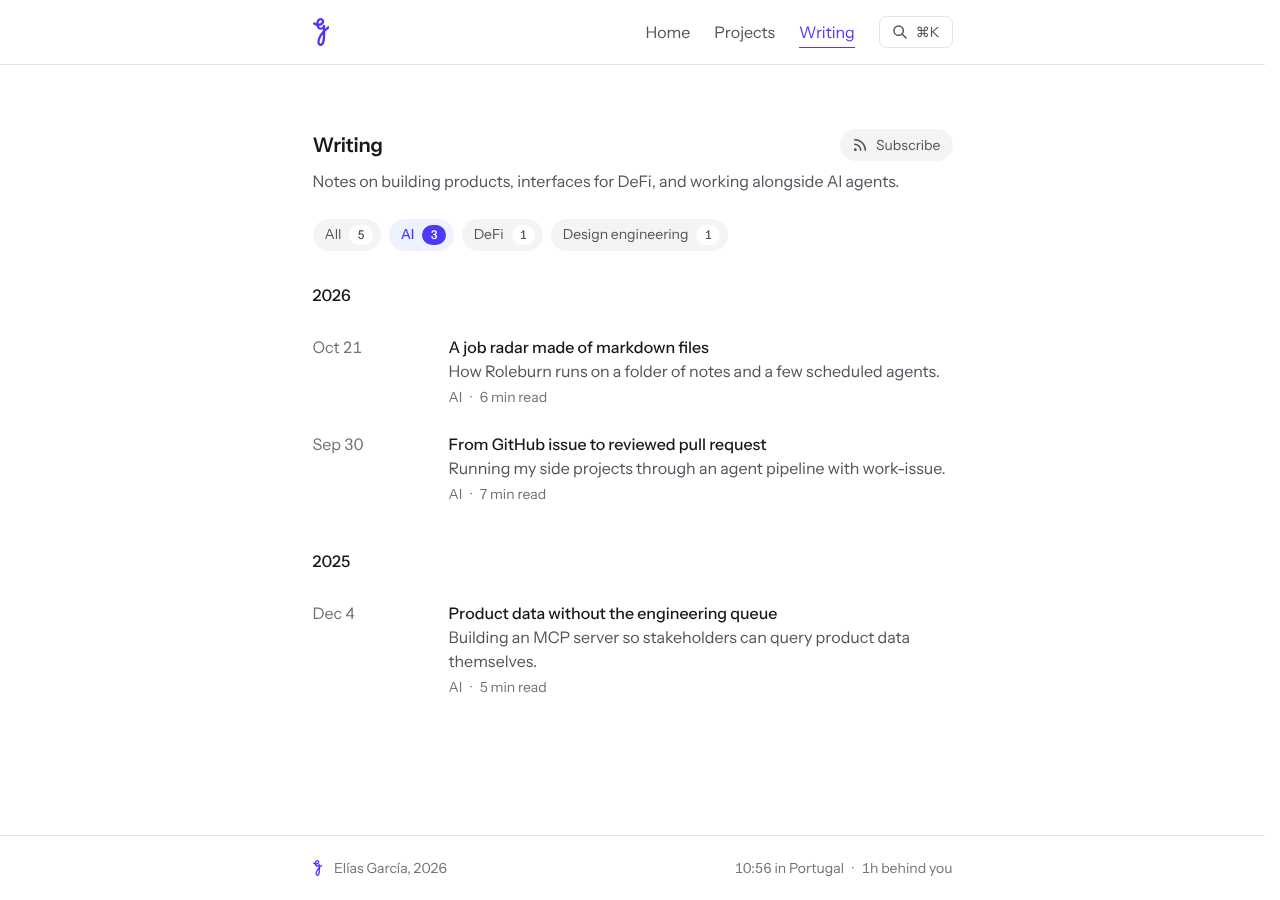 Home Projects Writing ⌘K
Writing
Subscribe
Notes on building products, interfaces for DeFi, and working alongside AI agents.
All 5 AI 3 DeFi 1 Design engineering 1
2026
Oct 21
A job radar made of markdown files
How Roleburn runs on a folder of notes and a few scheduled agents.
AI · 6 min read
Sep 30
From GitHub issue to reviewed pull request
Running my side projects through an agent pipeline with work-issue.
AI · 7 min read
2025
Dec 4
Product data without the engineering queue
Building an MCP server so stakeholders can query product data
themselves.
AI · 5 min read
Elías García, 2026
10:56 in Portugal · 1h behind you